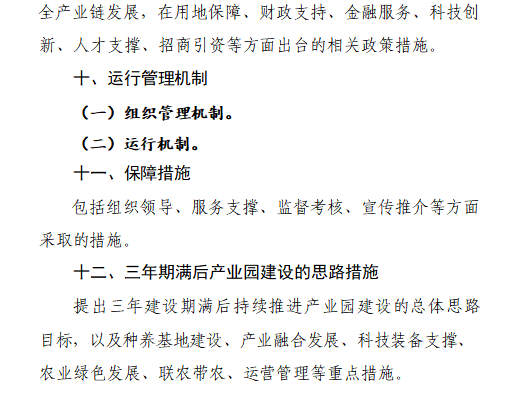 全产业链发展，在用地保障、财政支持、金融服务、科技创
新、人才支撑、招商引资等方面出台的相关政策措施。
十、运行管理机制
（一）组织管理机制。
（二）运行机制。
十一、保障措施
包括组织领导、服务支撑、监督考核、宣传推介等方面
采取的措施。
十二、三年期满后产业园建设的思路措施
提出三年建设期满后持续推进产业园建设的总体思路
目标，以及种养基地建设、产业融合发展、科技装备支撑、
农业绿色发展、联农带农、运营管理等重点措施。